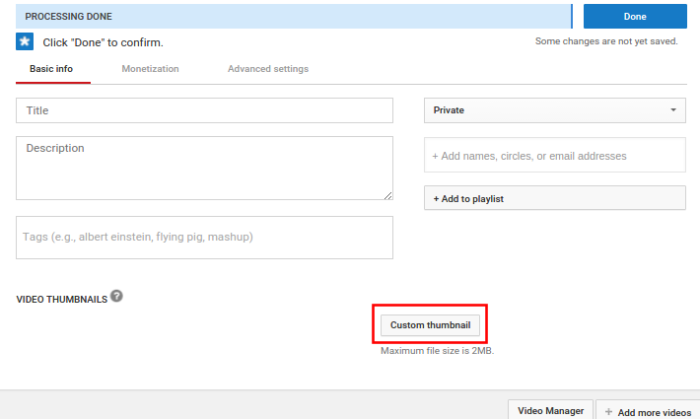 PROCESSING DONE
Done
Click "Done" to confirm.
Some changes are not yet saved.
Basic info
Monetization
Advanced settings
Title
Private
Description
+ Add names, circles, or email addresses
+ Add to playlist
Tags (e.g., albert einstein, flying pig, mashup)
VIDEO THUMBNAILS ?
Custom thumbnail
Maximum file size is 2MB.
Video Manager
+ Add more videos